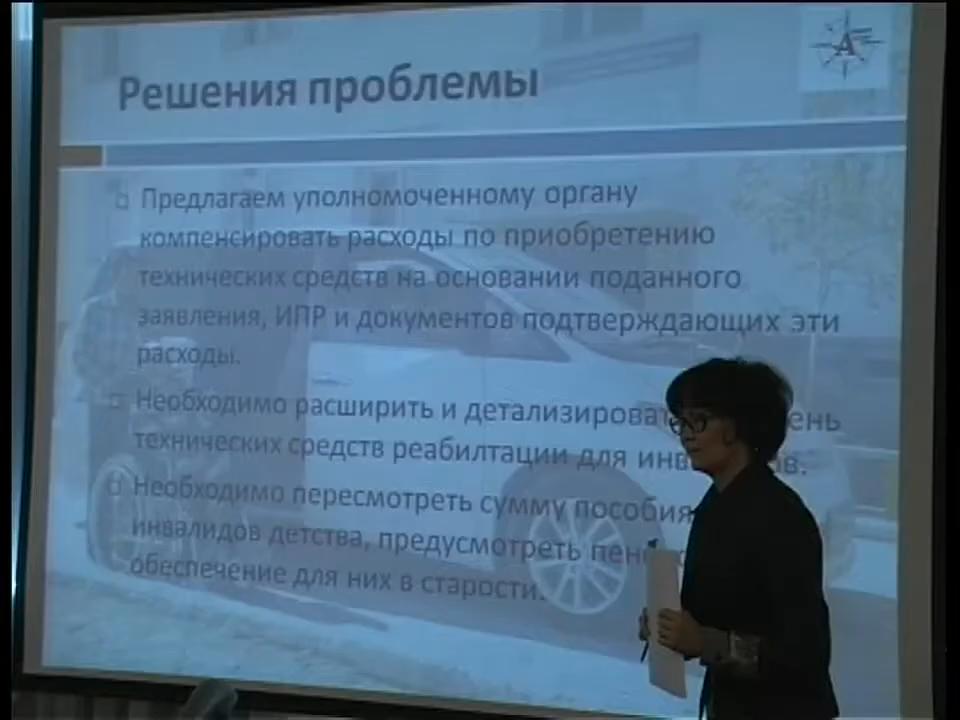 Решения проблемы
А
Предлагаем уполномоченному органу
компенсировать расходы по приобретению
технических средств на основании поданного
заявления, ИПР и документов подтверждающих эти
расходы.
Необходимо расширить и
технических средств реабилтации для
Необходимо пересмотреть сумму пособия
инвалидов детства, предусмотреть
обеспечение для них в старости.